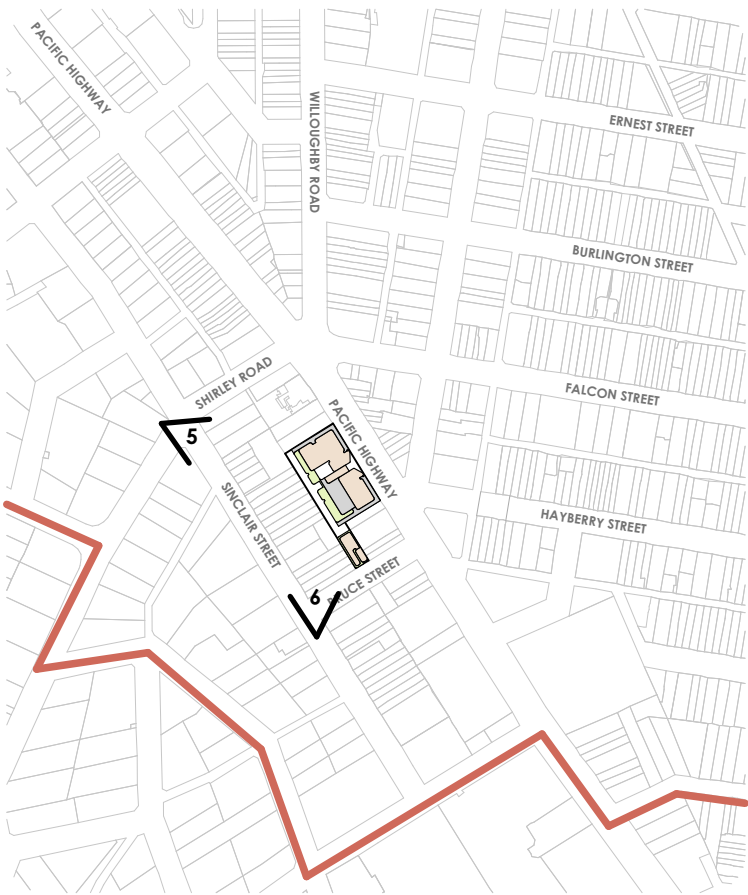 PACIFIC HIGHWAY
WILLOUGHBY ROAD
ERNEST STREET
BURLINGTON STREET
SHIRLEY ROAD
FALCON STREET
PACIFIC HIGHWAY
5
SINCLAIR STREET
HAYBERRY STREET
BRUCE STREET
6